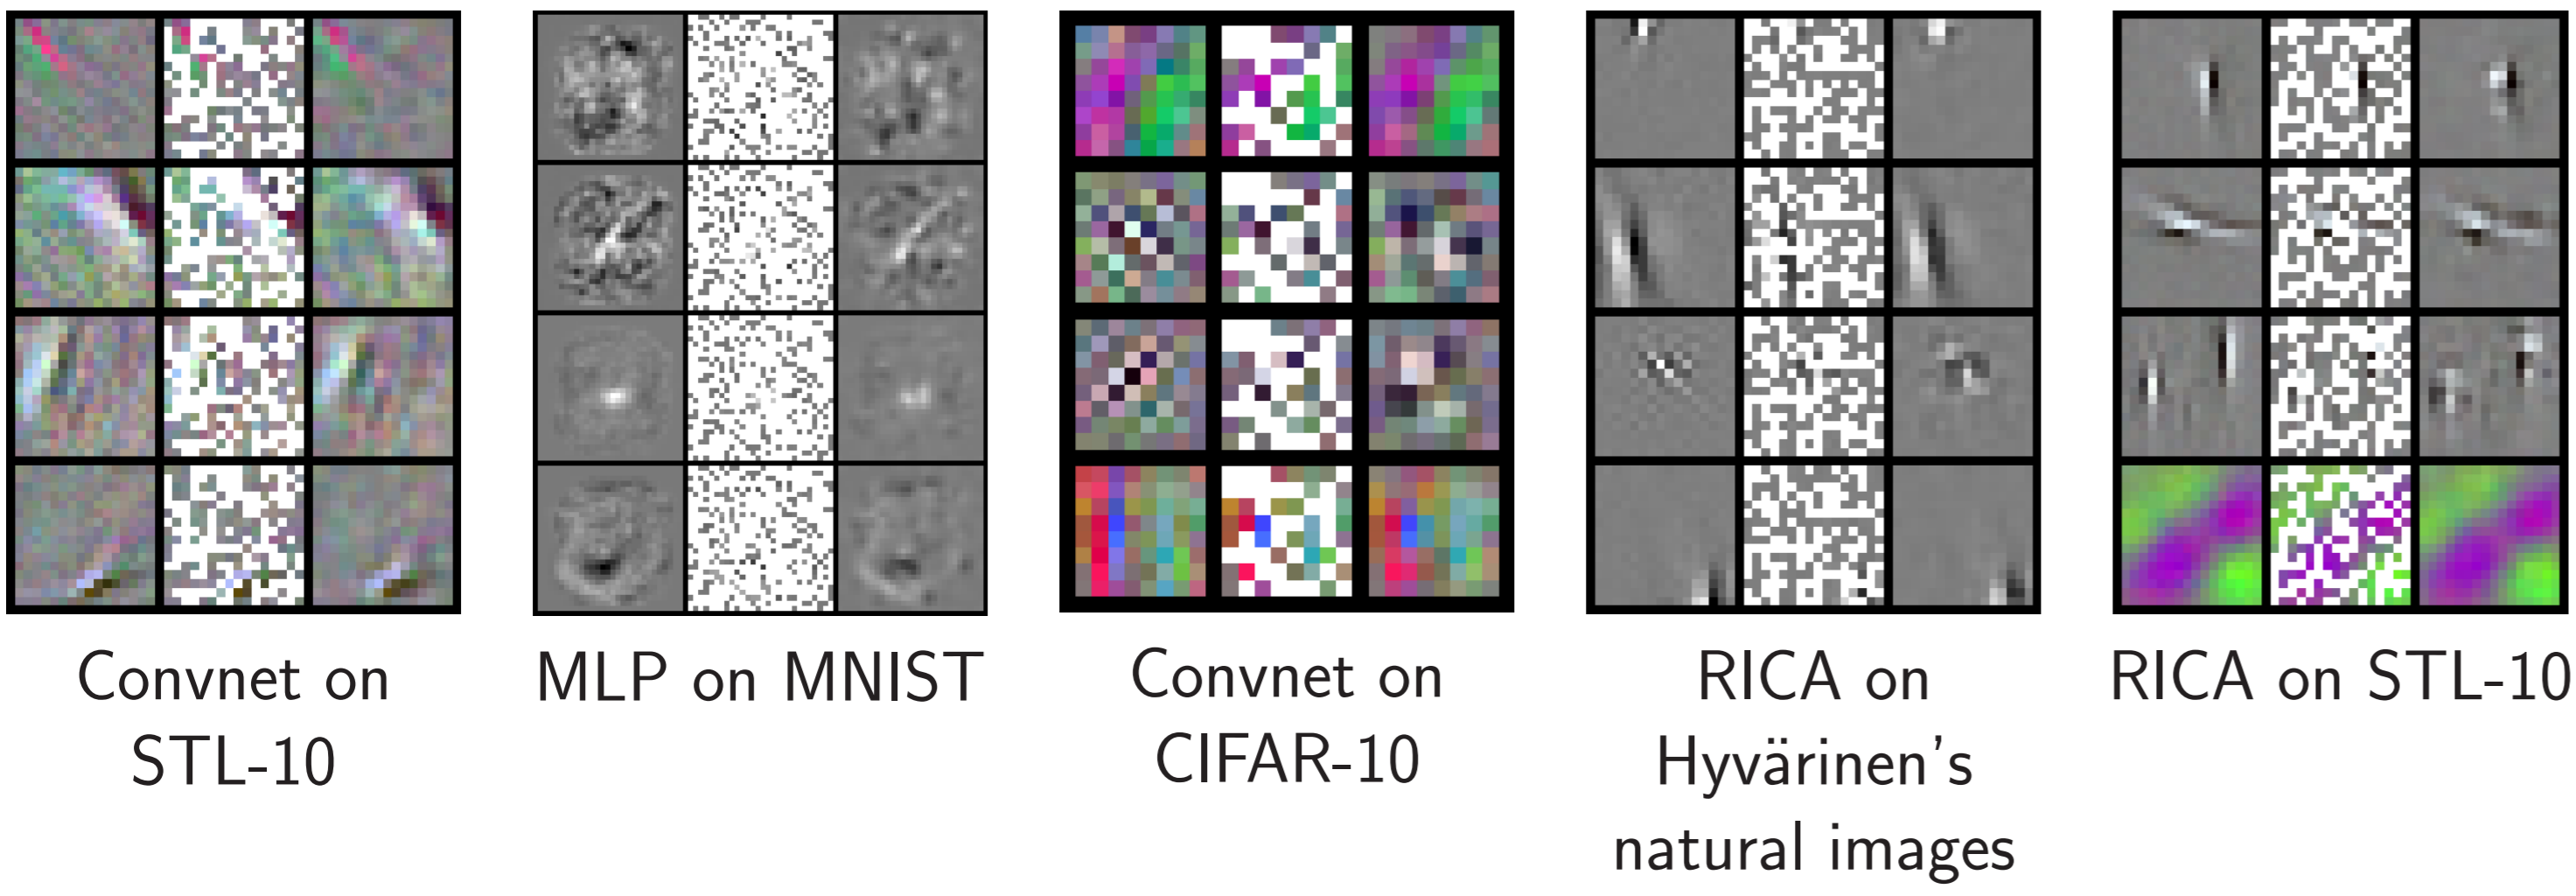 Convnet on
STL-10
MLP on MNIST
Convnet on
CIFAR-10
RICA on
Hyvärinen's
natural images
RICA on STL-10